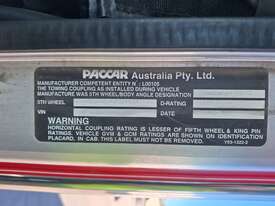 PACCAR Australia Pty. Ltd.
MANUFACTURER COMPETENT ENTITY N°: L00105
THE TOWING COUPLING AS INSTALLED DURING VEHICLE
MANUFACTURE WAS 5TH WHEEL/BODY ANGLE DESIGNATION
5TH WHEEL D-RATING
VIN DATE
WARNING
HORIZONTAL COUPLING RATING IS LESSER OF FIFTH WHEEL & KING PIN
RATINGS. VEHICLE GVM & GCM RATINGS ARE IDENTIFIED ON
PLACARD, IN CAB. THIS LABEL MUST NOT BE REMOVED.